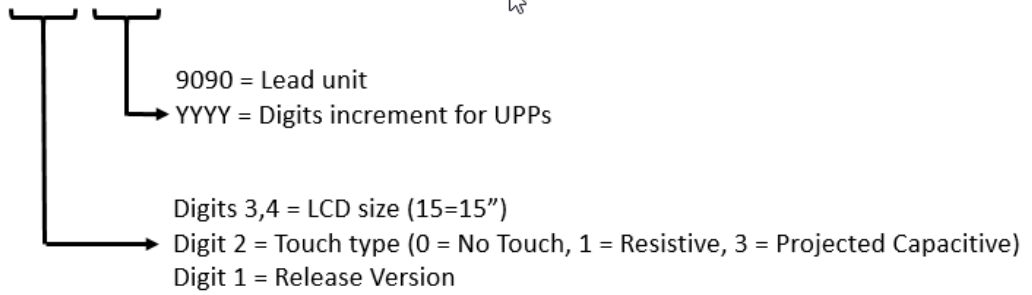 9090 = Lead unit
YYYY = Digits increment for UPPs
Digits 3,4 = LCD size (15=15”)
Digit 2 = Touch type (0 = No Touch, 1 = Resistive, 3 = Projected Capacitive)
Digit 1 = Release Version